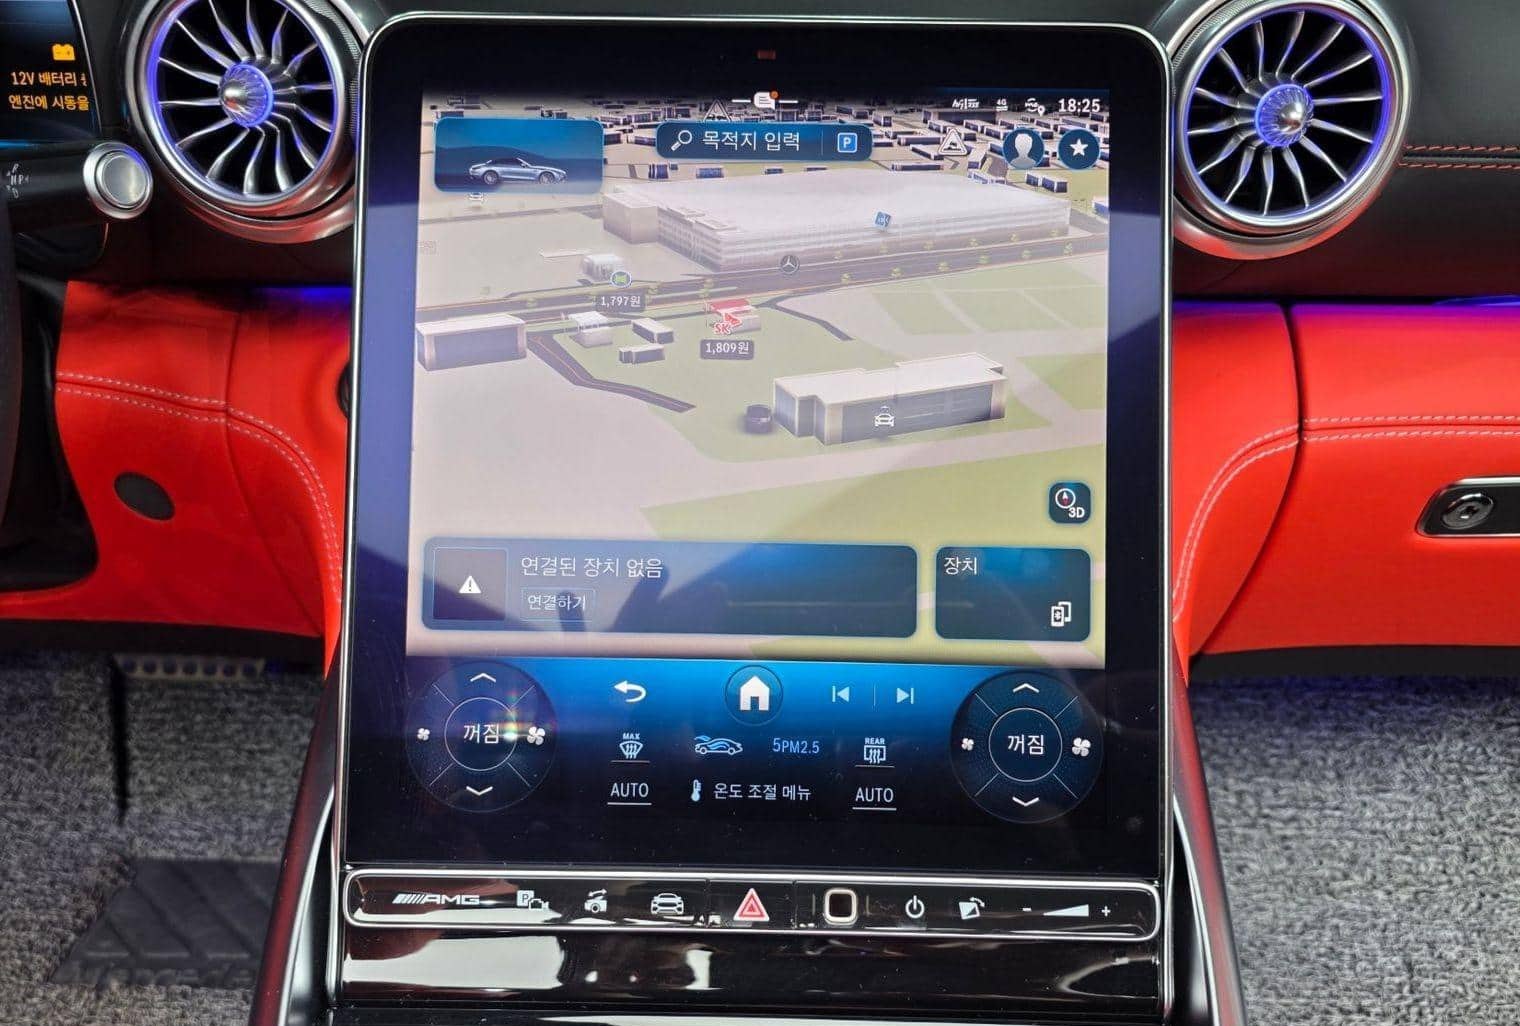 12V 배터리
엔진에 시동을
P
N
D
4G
18:25
목적지 입력
P
1,797원
SK
1,809원
3D
연결된 장치 없음
연결하기
장치
꺼짐
꺼짐
MAX
5PM2.5
REAR
AUTO
온도 조절 메뉴
AUTO
AMG
P
- +